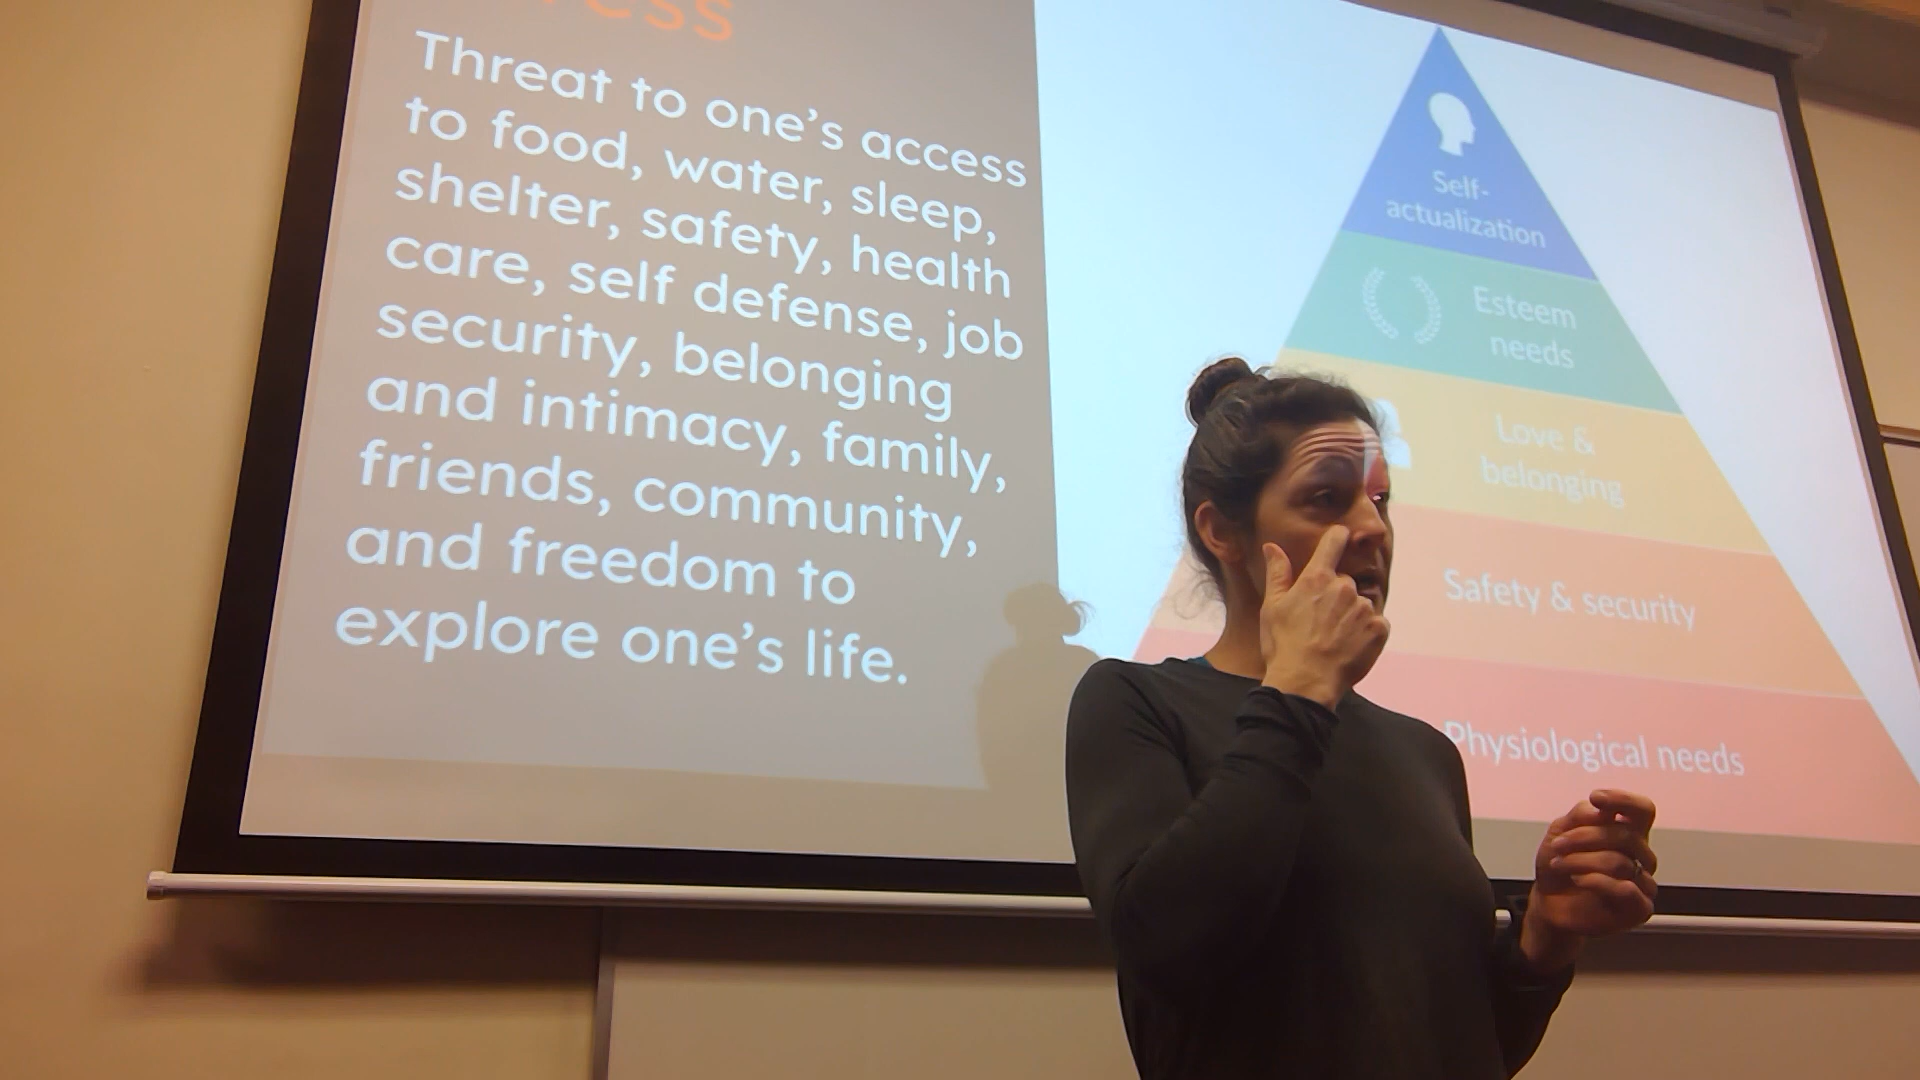 Threat to one's access
to food, water, sleep,
shelter, safety, health
care, self defense, job
security, belonging
and intimacy, family,
friends, community,
and freedom to
explore one's life.
Self-
actualization
Esteem
needs
Love &
belonging
Safety & security
Physiological needs